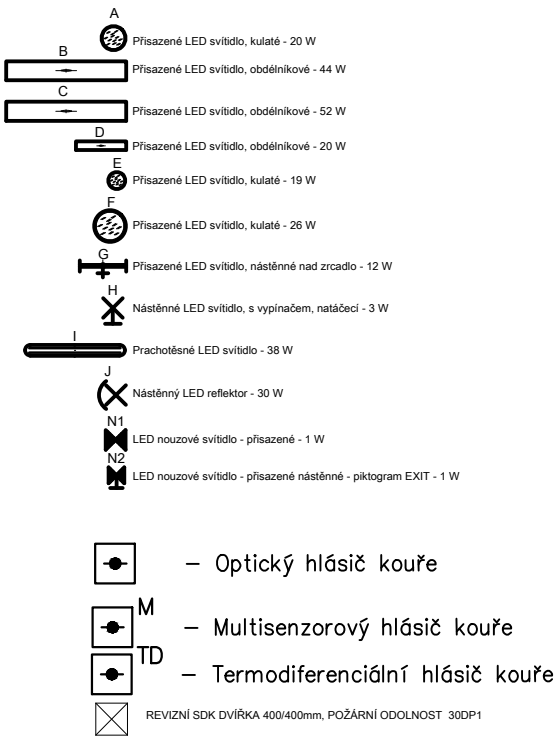 A
Přisazené LED svítidlo, kulaté - 20 W
B
Přisazené LED svítidlo, obdélníkové - 44 W
C
Přisazené LED svítidlo, obdélníkové - 52 W
D
Přisazené LED svítidlo, obdélníkové - 20 W
E
Přisazené LED svítidlo, kulaté - 19 W
F
Přisazené LED svítidlo, kulaté - 26 W
G
Přisazené LED svítidlo, nástěnné nad zrcadlo - 12 W
H
Nástěnné LED svítidlo, s vypínačem, natáčecí - 3 W
I
Prachotěsné LED svítidlo - 38 W
J
Nástěnný LED reflektor - 30 W
N1
LED nouzové svítidlo - přisazené - 1 W
N2
LED nouzové svítidlo - přisazené nástěnné - piktogram EXIT - 1 W
– Optický hlásič kouře
M
– Multisenzorový hlásič kouře
TD
– Termodiferenciální hlásič kouře
REVIZNÍ SDK DVÍŘKA 400/400mm, POŽÁRNÍ ODOLNOST 30DP1